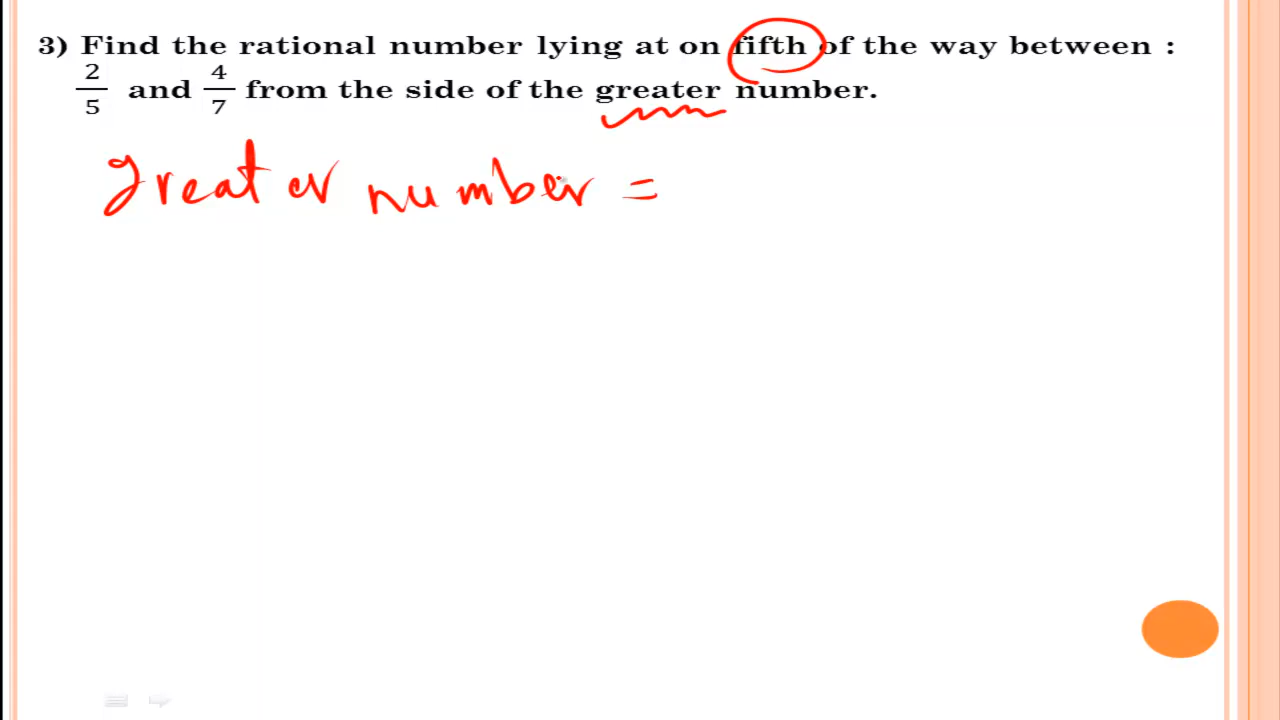 3) Find the rational number lying at on fifth of the way between :
2/5 and 4/7 from the side of the greater number.
greater number =